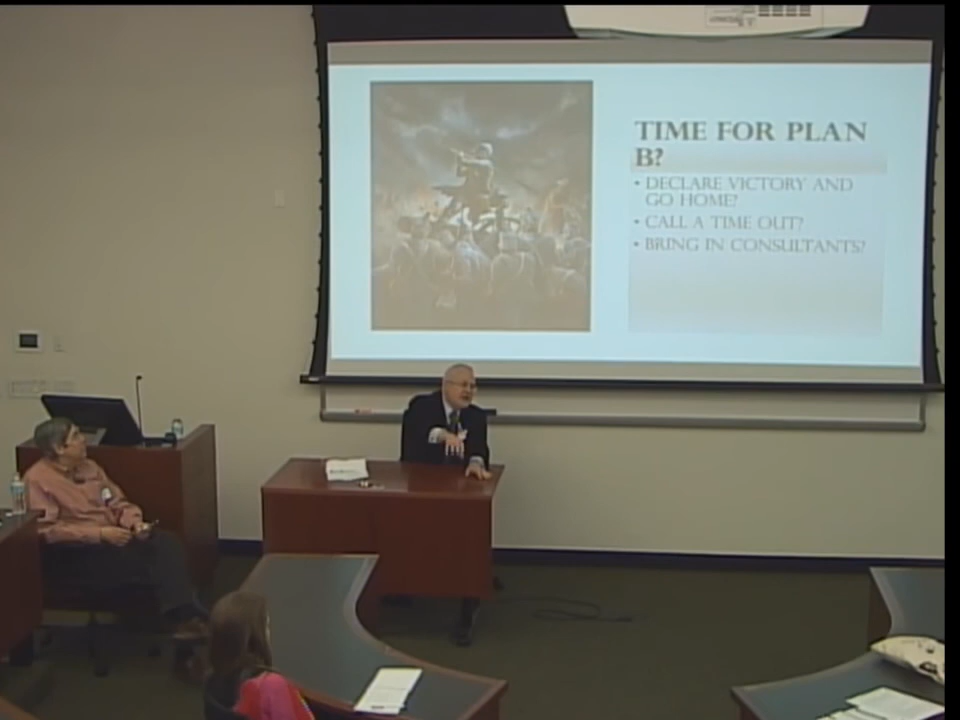 TIME FOR PLAN
B?
• DECLARE VICTORY AND
GO HOME?
• CALL A TIME OUT?
• BRING IN CONSULTANTS?